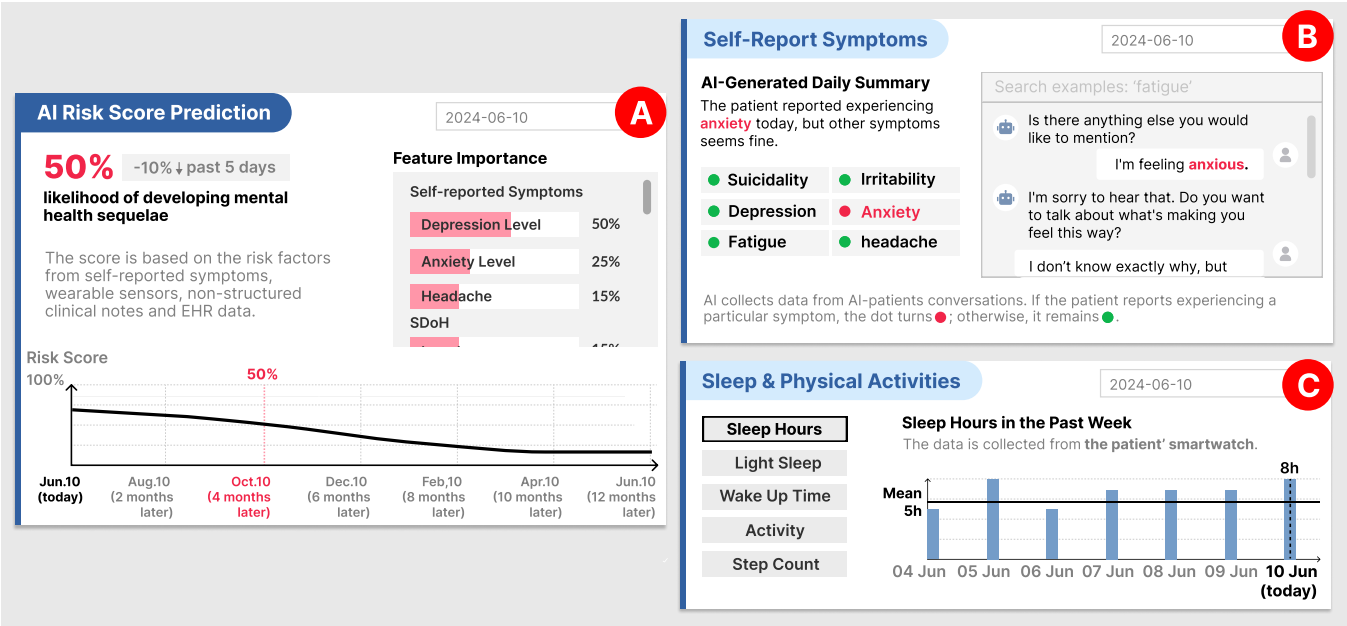 A
AI Risk Score Prediction
2024-06-10
50%
-10%↓past 5 days
likelihood of developing mental
health sequelae
The score is based on the risk factors
from self-reported symptoms,
wearable sensors, non-structured
clinical notes and EHR data.
Feature Importance
Self-reported Symptoms
Depression Level 50%
Anxiety Level 25%
Headache 15%
SDoH
15%
Risk Score
100%
50%
Jun.10
(today)
Aug.10
(2 months
later)
Oct.10
(4 months
later)
Dec.10
(6 months
later)
Feb,10
(8 months
later)
Apr.10
(10 months
later)
Jun.10
(12 months
later)
B
Self-Report Symptoms
2024-06-10
AI-Generated Daily Summary
The patient reported experiencing
anxiety today, but other symptoms
seems fine.
Suicidality
Irritability
Depression
Anxiety
Fatigue
headache
Search examples: ‘fatigue’
Is there anything else you would
like to mention?
I'm feeling anxious.
I'm sorry to hear that. Do you want
to talk about what's making you
feel this way?
I don’t know exactly why, but
AI collects data from AI-patients conversations. If the patient reports experiencing a
particular symptom, the dot turns ; otherwise, it remains .
C
Sleep & Physical Activities
2024-06-10
Sleep Hours
Light Sleep
Wake Up Time
Activity
Step Count
Sleep Hours in the Past Week
The data is collected from the patient’ smartwatch.
8h
Mean
5h
04 Jun
05 Jun
06 Jun
07 Jun
08 Jun
09 Jun
10 Jun
(today)